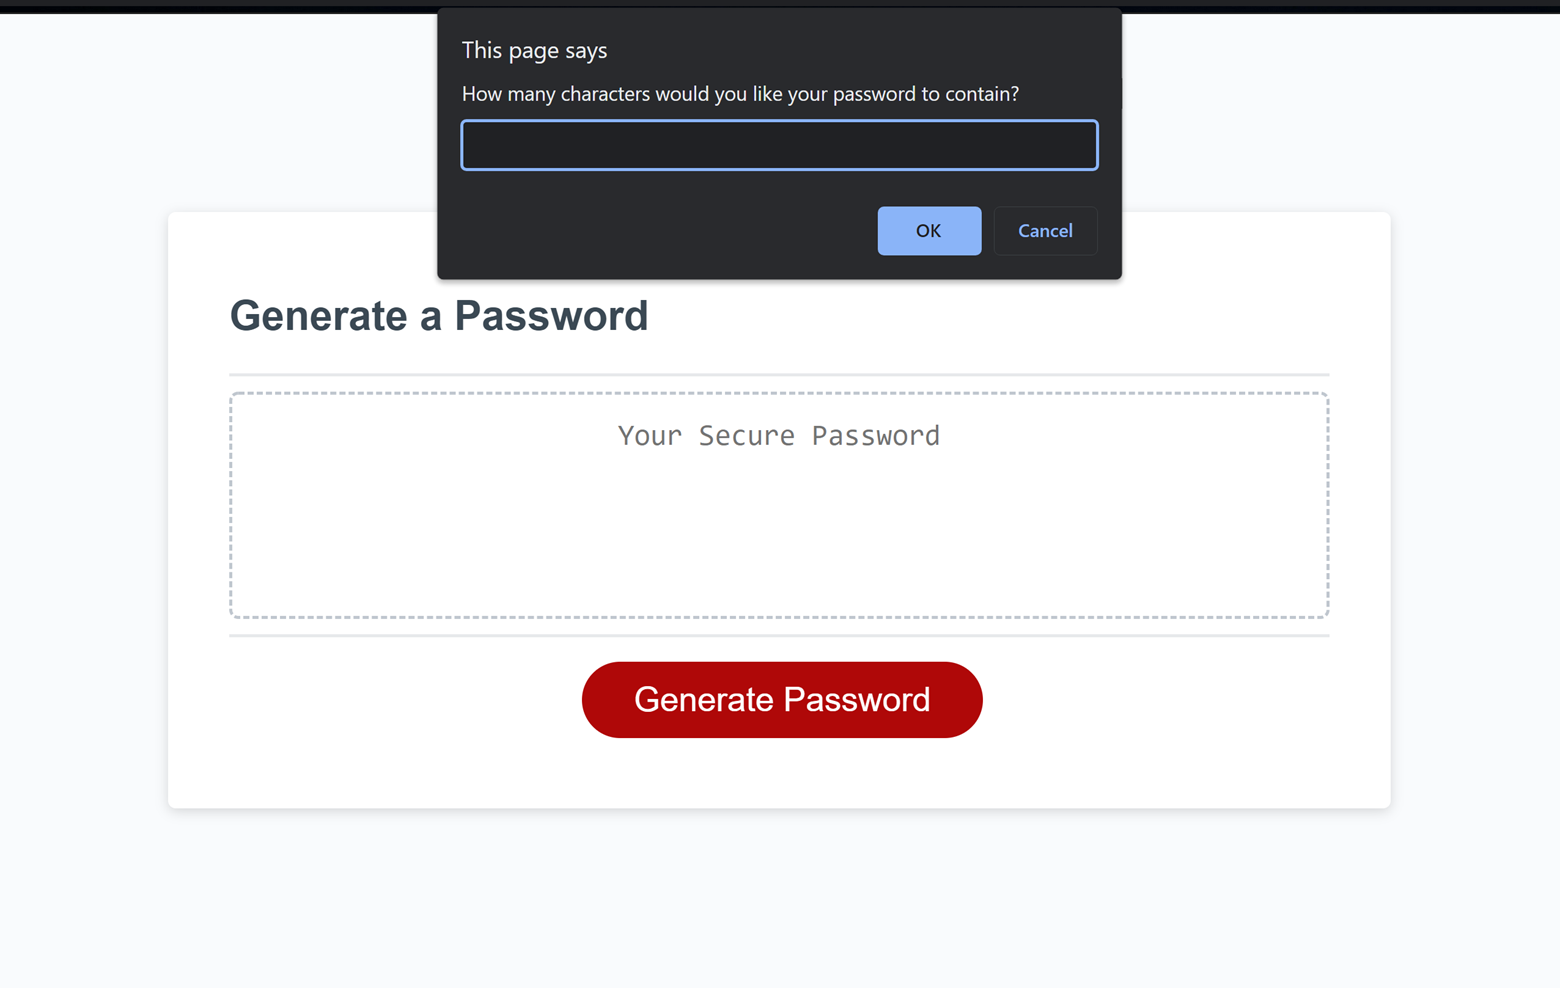 This page says
How many characters would you like your password to contain?
OK
Cancel
Generate a Password
Your Secure Password
Generate Password